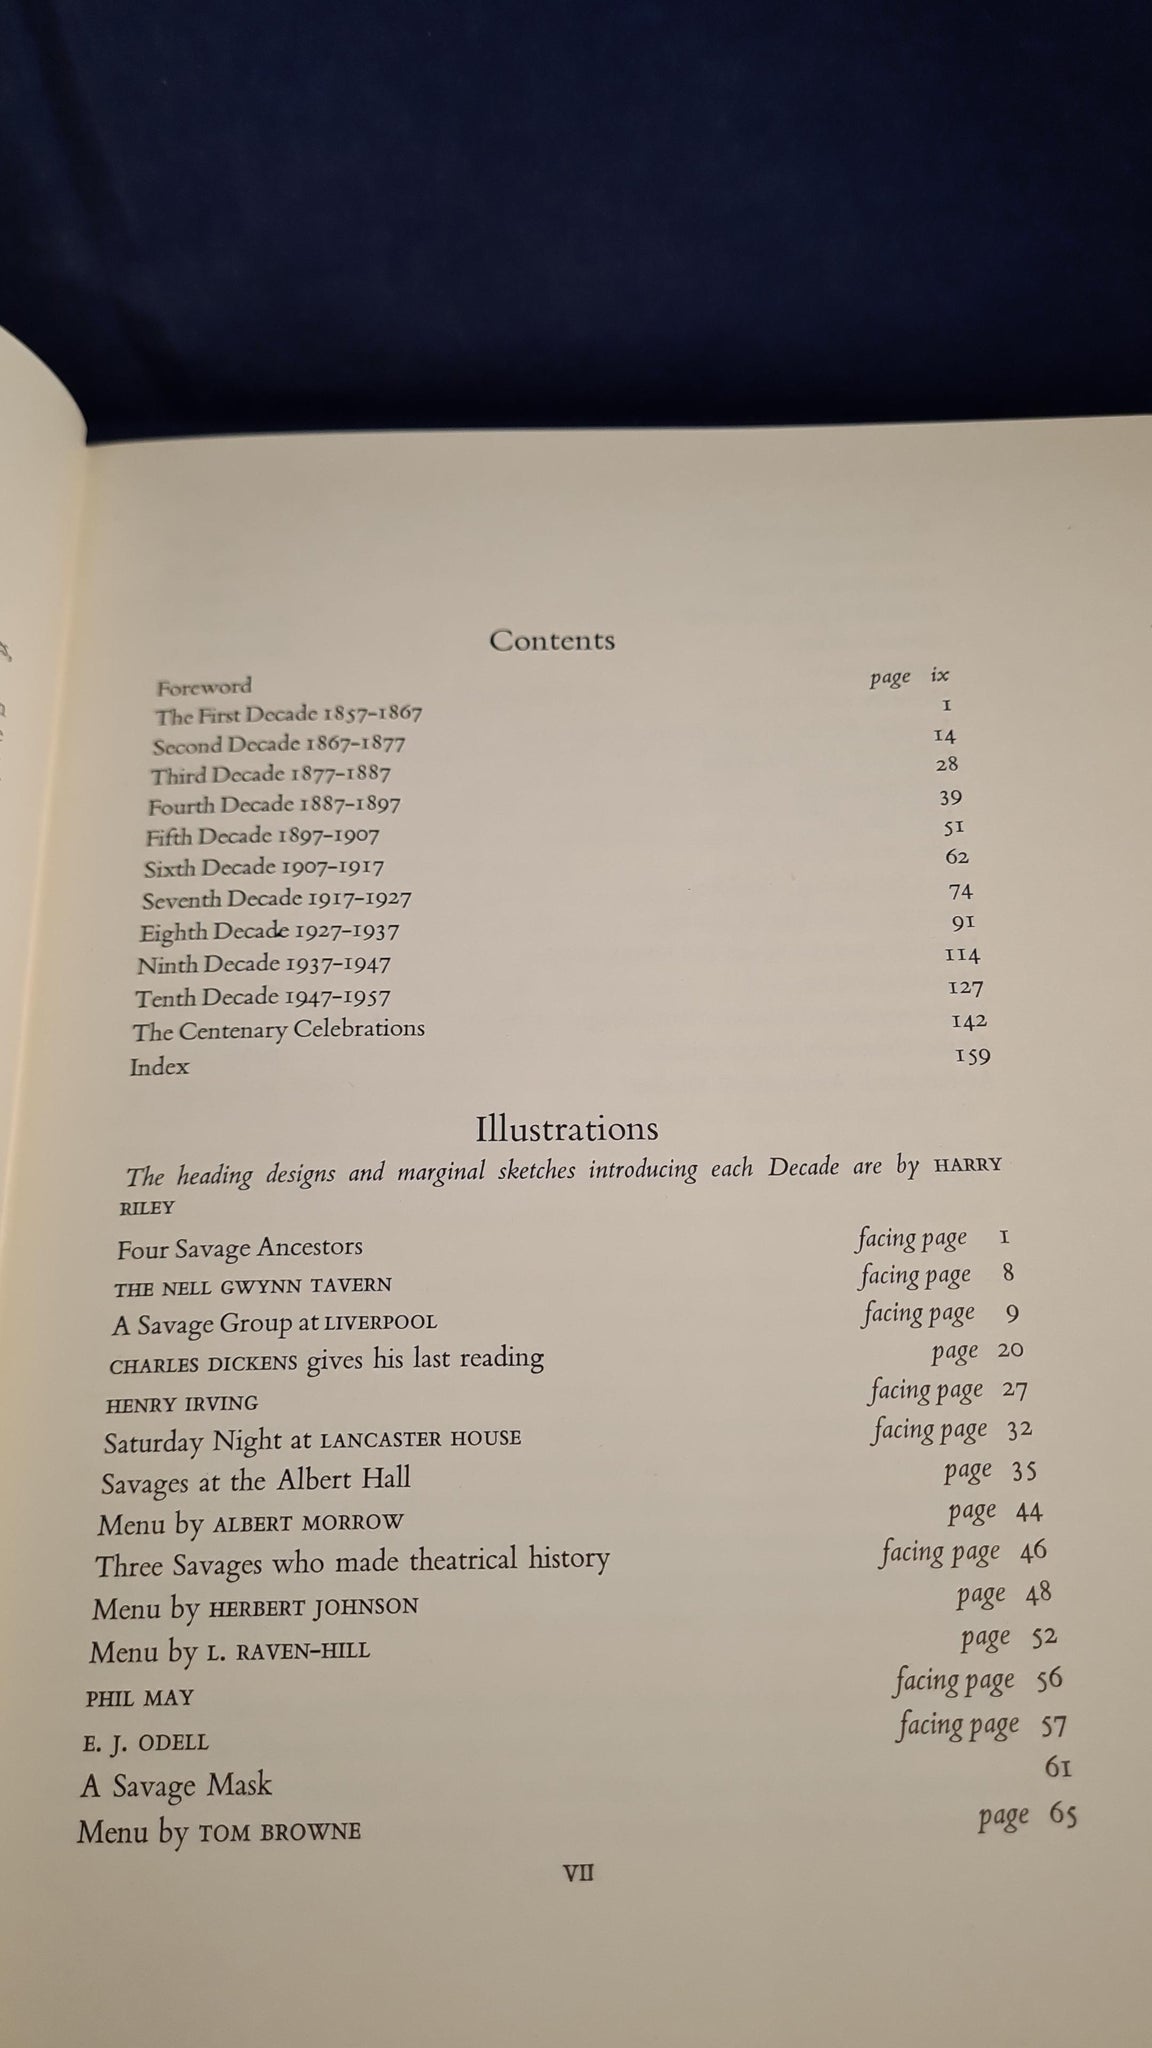 Contents
Foreword page ix
The First Decade 1857–1867 1
Second Decade 1867–1877 14
Third Decade 1877–1887 28
Fourth Decade 1887–1897 39
Fifth Decade 1897–1907 51
Sixth Decade 1907–1917 62
Seventh Decade 1917–1927 74
Eighth Decade 1927–1937 91
Ninth Decade 1937–1947 114
Tenth Decade 1947–1957 127
The Centenary Celebrations 142
Index 159
Illustrations
The heading designs and marginal sketches introducing each Decade are by HARRY
RILEY
Four Savage Ancestors facing page 1
THE NELL GWYNN TAVERN facing page 8
A Savage Group at LIVERPOOL facing page 9
CHARLES DICKENS gives his last reading page 20
HENRY IRVING facing page 27
Saturday Night at LANCASTER HOUSE facing page 32
Savages at the Albert Hall page 35
Menu by ALBERT MORROW page 44
Three Savages who made theatrical history facing page 46
Menu by HERBERT JOHNSON page 48
Menu by L. RAVEN–HILL page 52
PHIL MAY facing page 56
E. J. ODELL facing page 57
A Savage Mask 61
Menu by TOM BROWNE page 65
VII